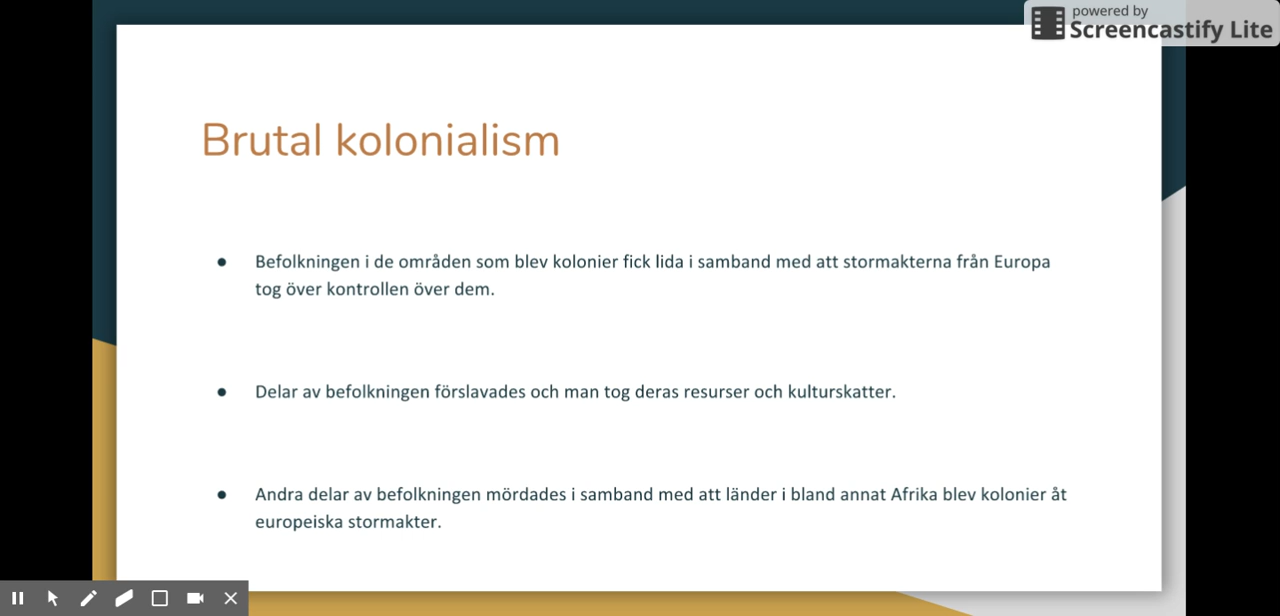 powered by
Screencastify Lite
Brutal kolonialism
● Befolkningen i de områden som blev kolonier fick lida i samband med att stormakterna från Europa
tog över kontrollen över dem.
● Delar av befolkningen förslavades och man tog deras resurser och kulturskatter.
● Andra delar av befolkningen mördades i samband med att länder i bland annat Afrika blev kolonier åt
europeiska stormakter.